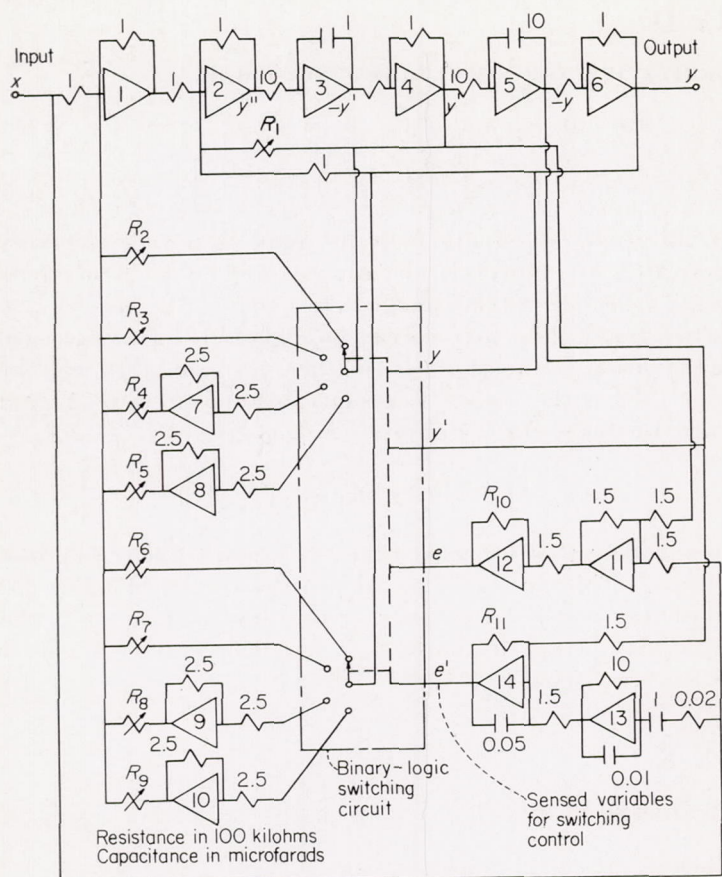 Input
x
1
1
1
1
1
2
y''
10
1
3
-y'
1
4
y'
10
10
5
-y
1
6
Output
y
R1
1
R2
R3
R4
2.5
7
2.5
R5
2.5
8
2.5
R6
R7
R8
2.5
9
2.5
R9
2.5
10
2.5
y
y'
e
R10
12
1.5
1.5
11
1.5
1.5
e'
R11
14
0.05
1.5
1.5
10
13
0.01
1
0.02
Binary-logic
switching
circuit
Sensed variables
for switching
control
Resistance in 100 kilohms
Capacitance in microfarads